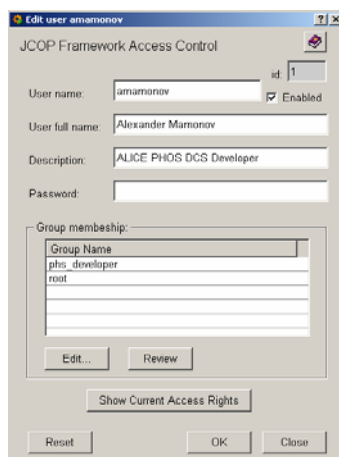 Edit user amamonov
JCOP Framework Access Control
id: 1
User name: amamonov Enabled
User full name: Alexander Mamonov
Description: ALICE PHOS DCS Developer
Password:
Group membeship:
Group Name
phs_developer
root
Edit... Review
Show Current Access Rights
Reset OK Close